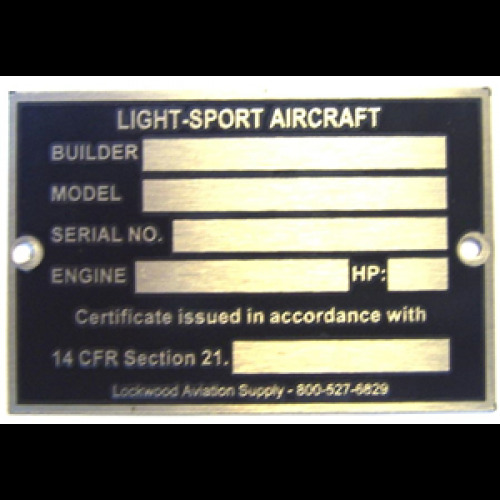 LIGHT-SPORT AIRCRAFT
BUILDER
MODEL
SERIAL NO.
ENGINE HP:
Certificate issued in accordance with
14 CFR Section 21.
Lockwood Aviation Supply - 800-527-6829